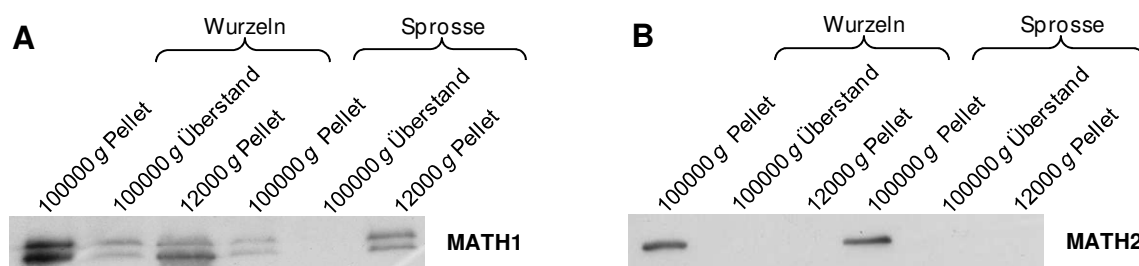 A
Wurzeln
Sprosse
100000 g Pellet
100000 g Überstand
12000 g Pellet
100000 g Pellet
100000 g Überstand
12000 g Pellet
MATH1
B
Wurzeln
Sprosse
100000 g Pellet
100000 g Überstand
12000 g Pellet
100000 g Pellet
100000 g Überstand
12000 g Pellet
MATH2